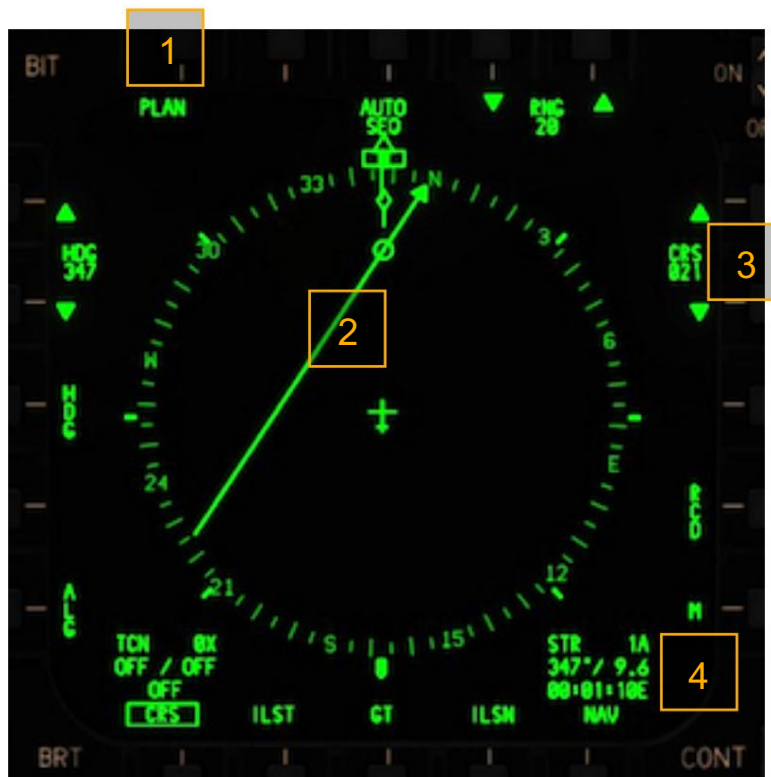 1
BIT
ON
PLAN
AUTO
SEQ
RNG
20
33
N
30
3
HDG
347
CRS
021
3
2
W
6
HDG
24
E
RCD
21
12
ALG
S
15
M
TCN 0X
OFF / OFF
OFF
STR 1A
347°/ 9.6
00:01:10E
4
CRS
ILST
GT
ILSN
NAV
BRT
CONT